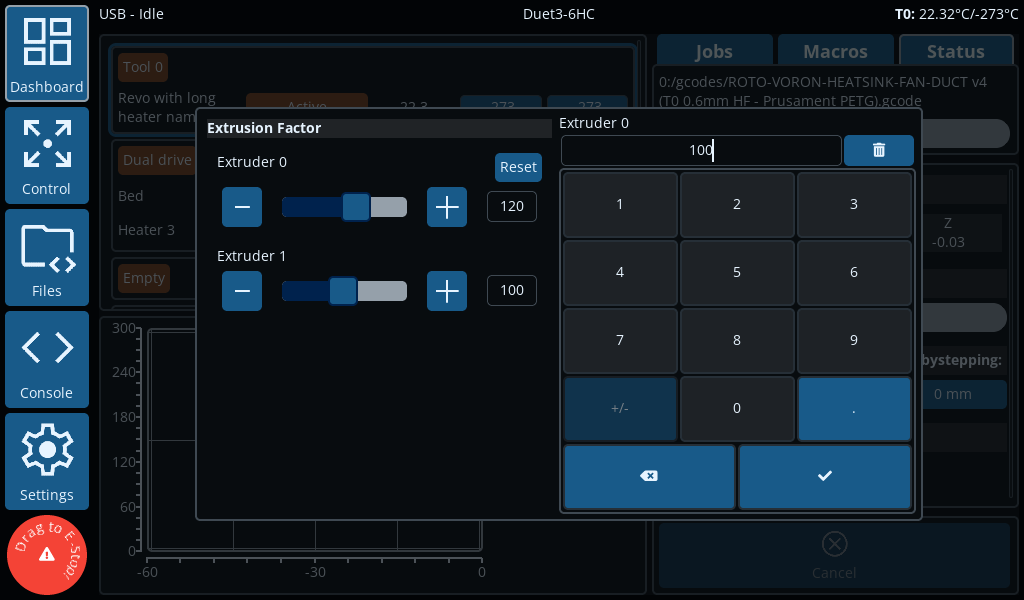 USB - Idle
Duet3-6HC
T0: 22.32°C/-273°C
Dashboard
Control
Files
Console
Settings
Drag to E-Stop!
Tool 0
Revo with long
heater nam
Active
22.3
273
273
Dual drive
Bed
Heater 3
Empty
Extrusion Factor
Extruder 0
Reset
120
Extruder 1
100
Extruder 0
100
1
2
3
4
5
6
7
8
9
+/-
0
.
Jobs
Macros
Status
0:/gcodes/ROTO-VORON-HEATSINK-FAN-DUCT v4
(T0 0.6mm HF - Prusament PETG).gcode
Z
-0.03
bystepping:
0 mm
Cancel
300
240
180
120
60
0
-60
-30
0